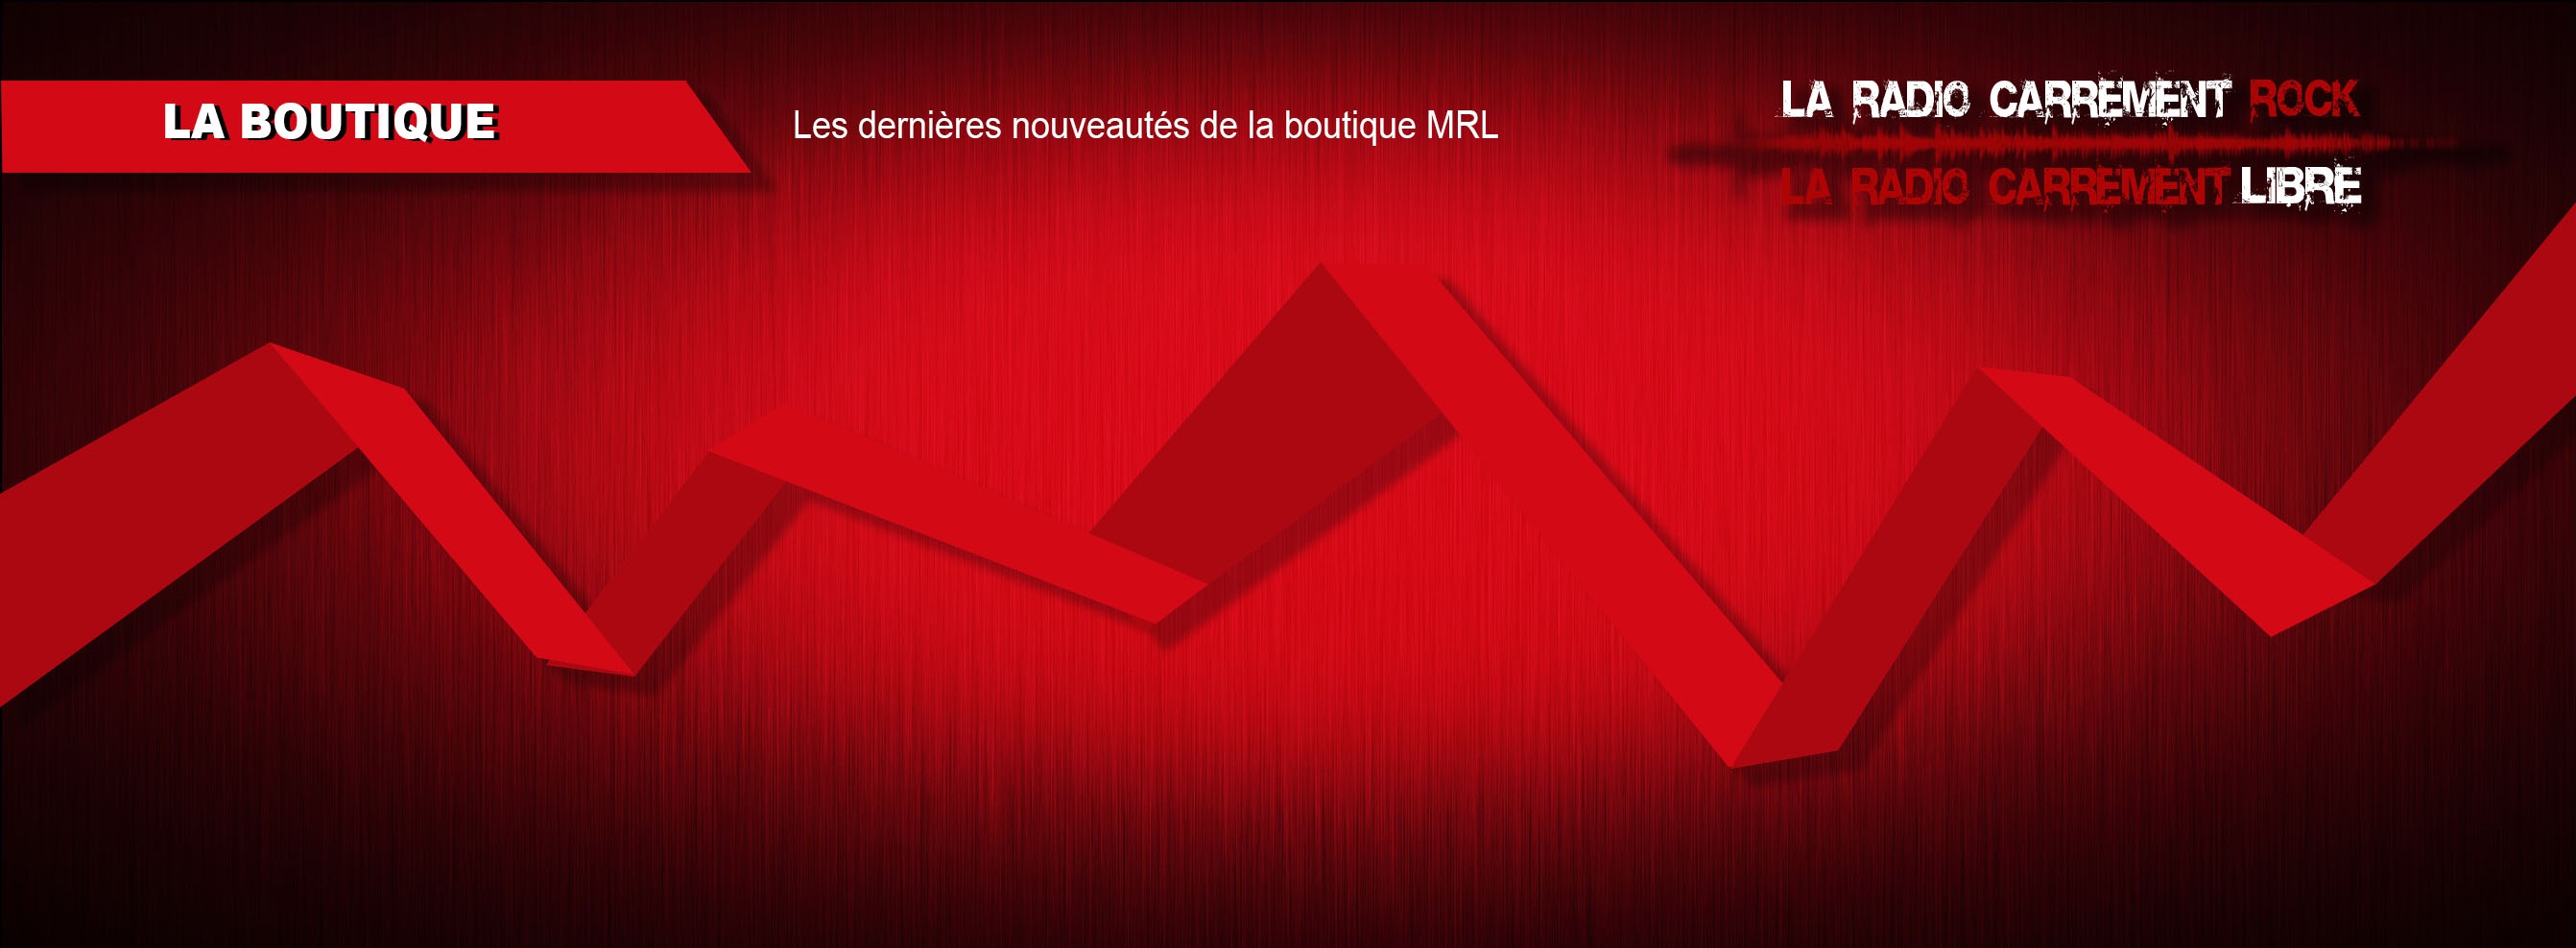 LA BOUTIQUE
Les dernières nouveautés de la boutique MRL
LA RADIO CARREMENT ROCK
LA RADIO CARREMENT LIBRE